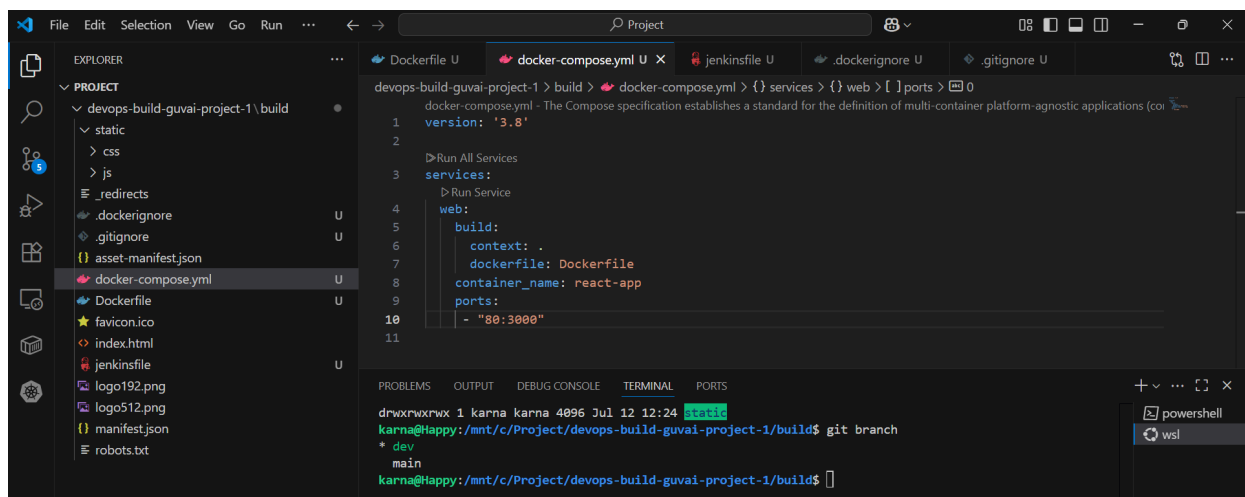 File Edit Selection View Go Run ··· ← → Project
EXPLORER ···
PROJECT
devops-build-guvai-project-1\build
static
css
js
_redirects
.dockerignore U
.gitignore U
asset-manifest.json
docker-compose.yml U
Dockerfile U
favicon.ico
index.html
jenkinsfile U
logo192.png
logo512.png
manifest.json
robots.txt
5
Dockerfile U docker-compose.yml U × jenkinsfile U .dockerignore U .gitignore U
devops-build-guvai-project-1 > build > docker-compose.yml > {} services > {} web > [ ] ports > 0
docker-compose.yml - The Compose specification establishes a standard for the definition of multi-container platform-agnostic applications
1 version: '3.8'
2
Run All Services
3 services:
Run Service
4 web:
5 build:
6 context: .
7 dockerfile: Dockerfile
8 container_name: react-app
9 ports:
10 - "80:3000"
11
PROBLEMS OUTPUT DEBUG CONSOLE TERMINAL PORTS
drwxrwxrwx 1 karna karna 4096 Jul 12 12:24 static
karna@Happy:/mnt/c/Project/devops-build-guvai-project-1/build$ git branch
* dev
main
karna@Happy:/mnt/c/Project/devops-build-guvai-project-1/build$
powershell
wsl